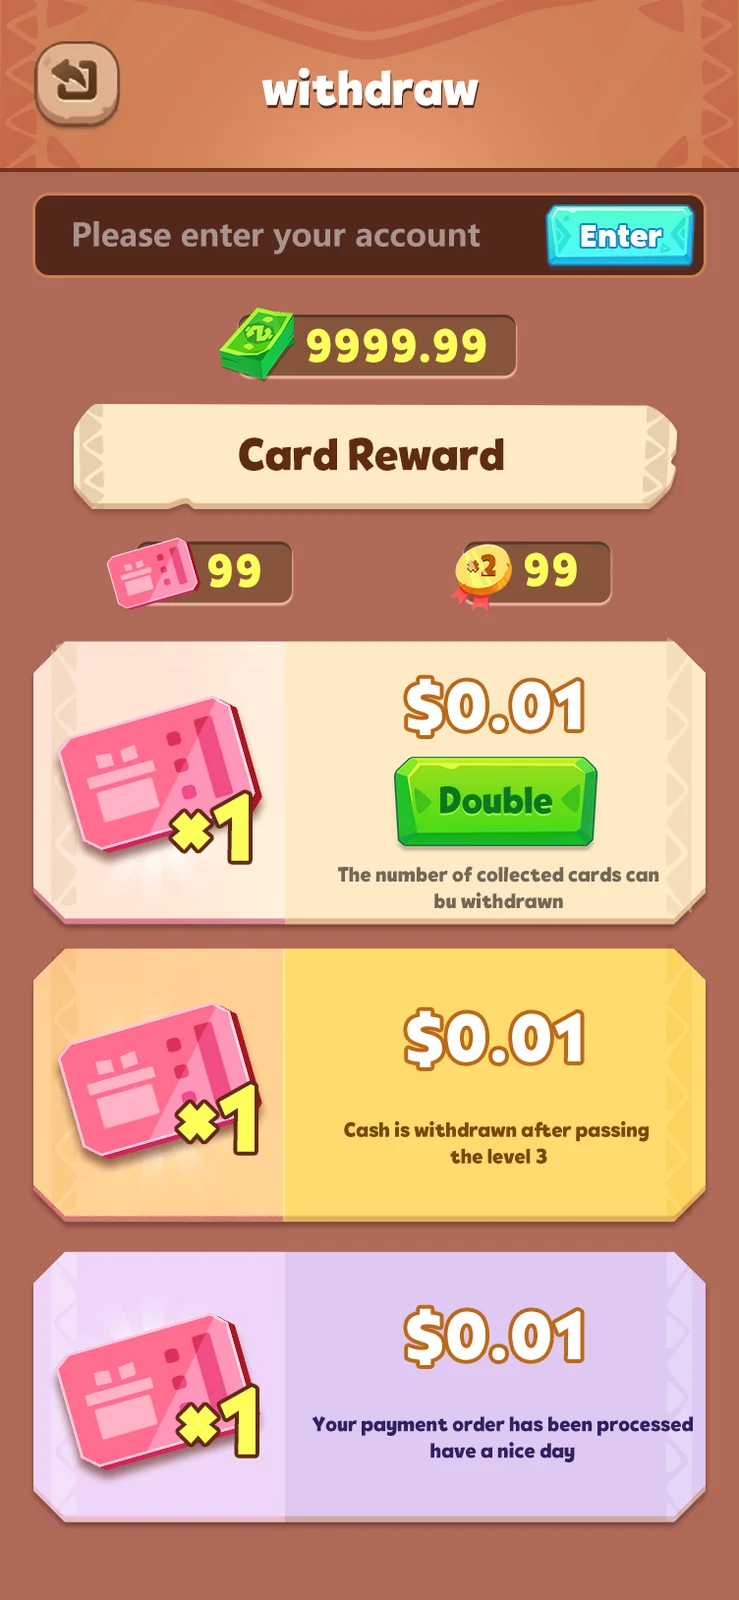 withdraw
Please enter your account
Enter
9999.99
Card Reward
99
×2 99
$0.01
Double
×1
The number of collected cards can
bu withdrawn
$0.01
×1
Cash is withdrawn after passing
the level 3
$0.01
×1
Your payment order has been processed
have a nice day